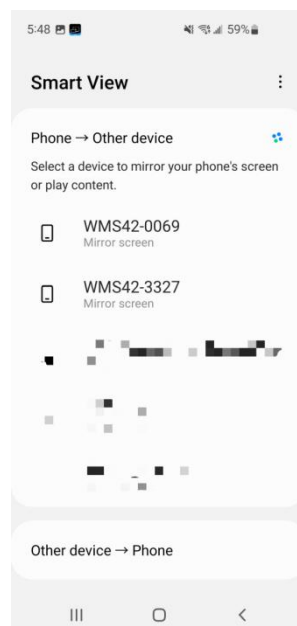 5:48 59%
Smart View
Phone → Other device
Select a device to mirror your phone's screen
or play content.
WMS42-0069
Mirror screen
WMS42-3327
Mirror screen
Other device → Phone